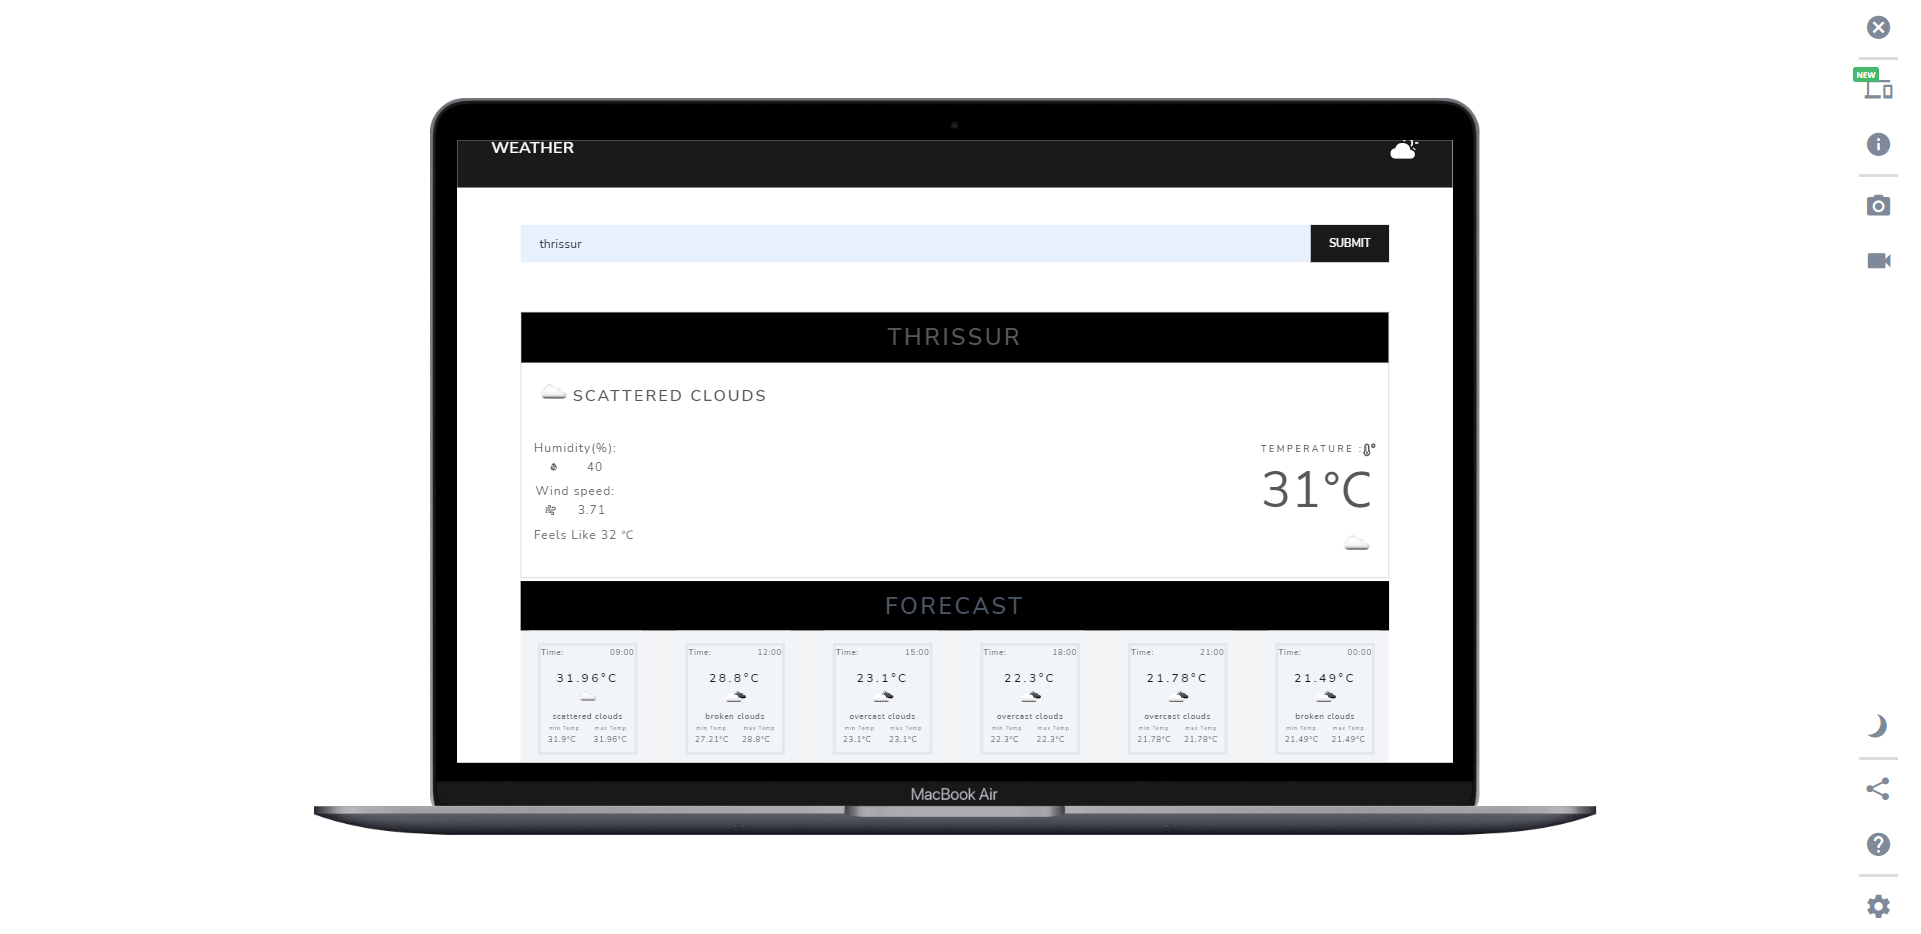 NEW
WEATHER
thrissur SUBMIT
THRISSUR
SCATTERED CLOUDS
Humidity(%):
40
Wind speed:
3.71
Feels Like 32 °C
TEMPERATURE :
31°C
FORECAST
Time: 09:00
31.96°C
scattered clouds
min Temp max Temp
31.9°C 31.96°C
Time: 12:00
28.8°C
broken clouds
min Temp max Temp
27.21°C 28.8°C
Time: 15:00
23.1°C
overcast clouds
min Temp max Temp
23.1°C 23.1°C
Time: 18:00
22.3°C
overcast clouds
min Temp max Temp
22.3°C 22.3°C
Time: 21:00
21.78°C
overcast clouds
min Temp max Temp
21.78°C 21.78°C
Time: 00:00
21.49°C
broken clouds
min Temp max Temp
21.49°C 21.49°C
MacBook Air